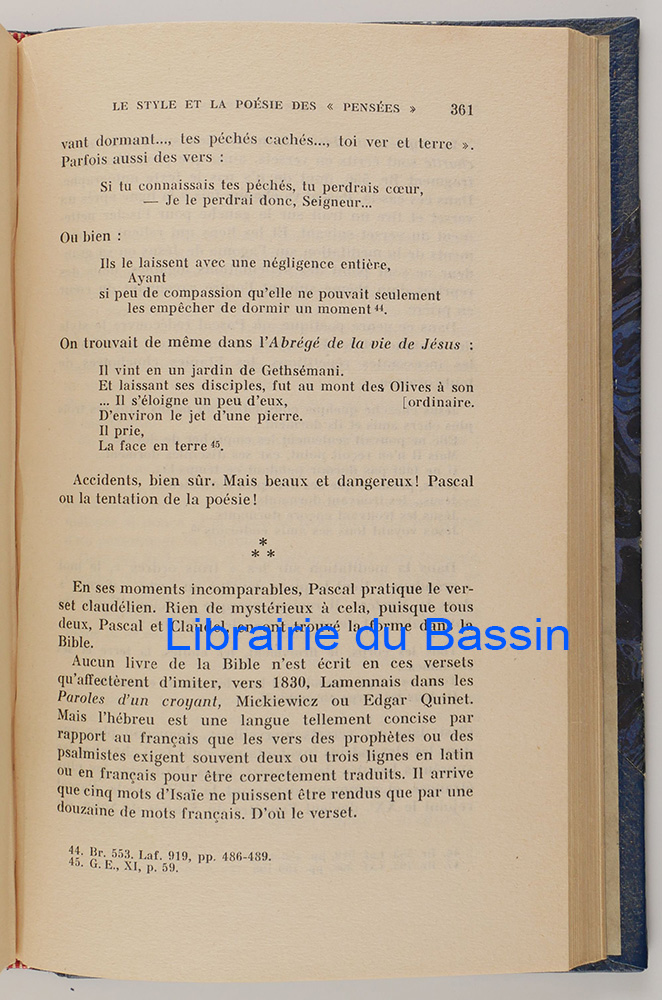 LE STYLE ET LA POÉSIE DES « PENSÉES » 361
vant dormant..., tes péchés cachés..., toi ver et terre ».
Parfois aussi des vers :
Si tu connaissais tes péchés, tu perdrais cœur,
— Je le perdrai donc, Seigneur...
Ou bien :
Ils le laissent avec une négligence entière,
Ayant
si peu de compassion qu'elle ne pouvait seulement
les empêcher de dormir un moment 44.
On trouvait de même dans l'Abrégé de la vie de Jésus :
Il vint en un jardin de Gethsémani.
Et laissant ses disciples, fut au mont des Olives à son
... Il s'éloigne un peu d'eux, [ordinaire.
D'environ le jet d'une pierre.
Il prie,
La face en terre 45.
Accidents, bien sûr. Mais beaux et dangereux! Pascal
ou la tentation de la poésie!
*
* *
En ses moments incomparables, Pascal pratique le ver-
set claudélien. Rien de mystérieux à cela, puisque tous
deux, Pascal et Claudel, en ont trouvé la forme dans la
Librairie du Bassin
Bible.
Aucun livre de la Bible n'est écrit en ces versets
qu'affectèrent d'imiter, vers 1830, Lamennais dans les
Paroles d'un croyant, Mickiewicz ou Edgar Quinet.
Mais l'hébreu est une langue tellement concise par
rapport au français que les vers des prophètes ou des
psalmistes exigent souvent deux ou trois lignes en latin
ou en français pour être correctement traduits. Il arrive
que cinq mots d'Isaïe ne puissent être rendus que par une
douzaine de mots français. D'où le verset.
44. Br. 553. Laf. 919, pp. 486-489.
45. G. E., XI, p. 59.